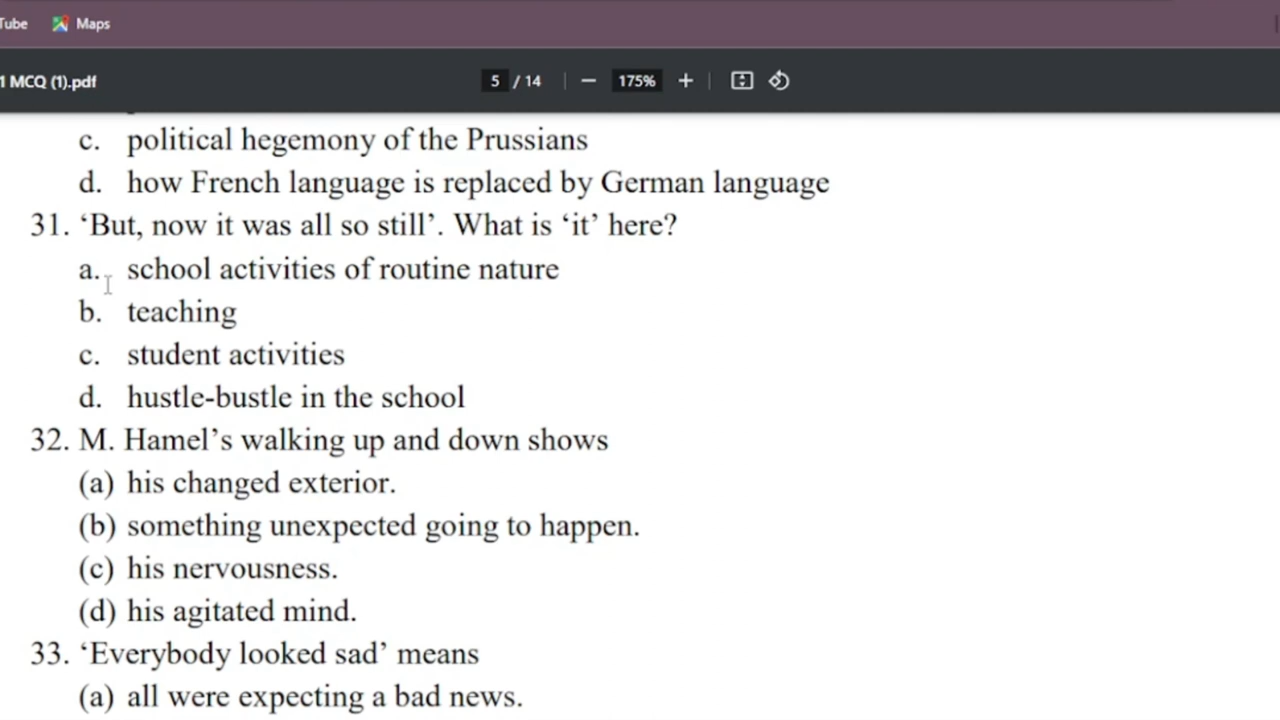 Tube Maps
1 MCQ (1).pdf 5 / 14 − 175% +
c. political hegemony of the Prussians
d. how French language is replaced by German language
31. ‘But, now it was all so still’. What is ‘it’ here?
a. school activities of routine nature
b. teaching
c. student activities
d. hustle-bustle in the school
32. M. Hamel’s walking up and down shows
(a) his changed exterior.
(b) something unexpected going to happen.
(c) his nervousness.
(d) his agitated mind.
33. ‘Everybody looked sad’ means
(a) all were expecting a bad news.